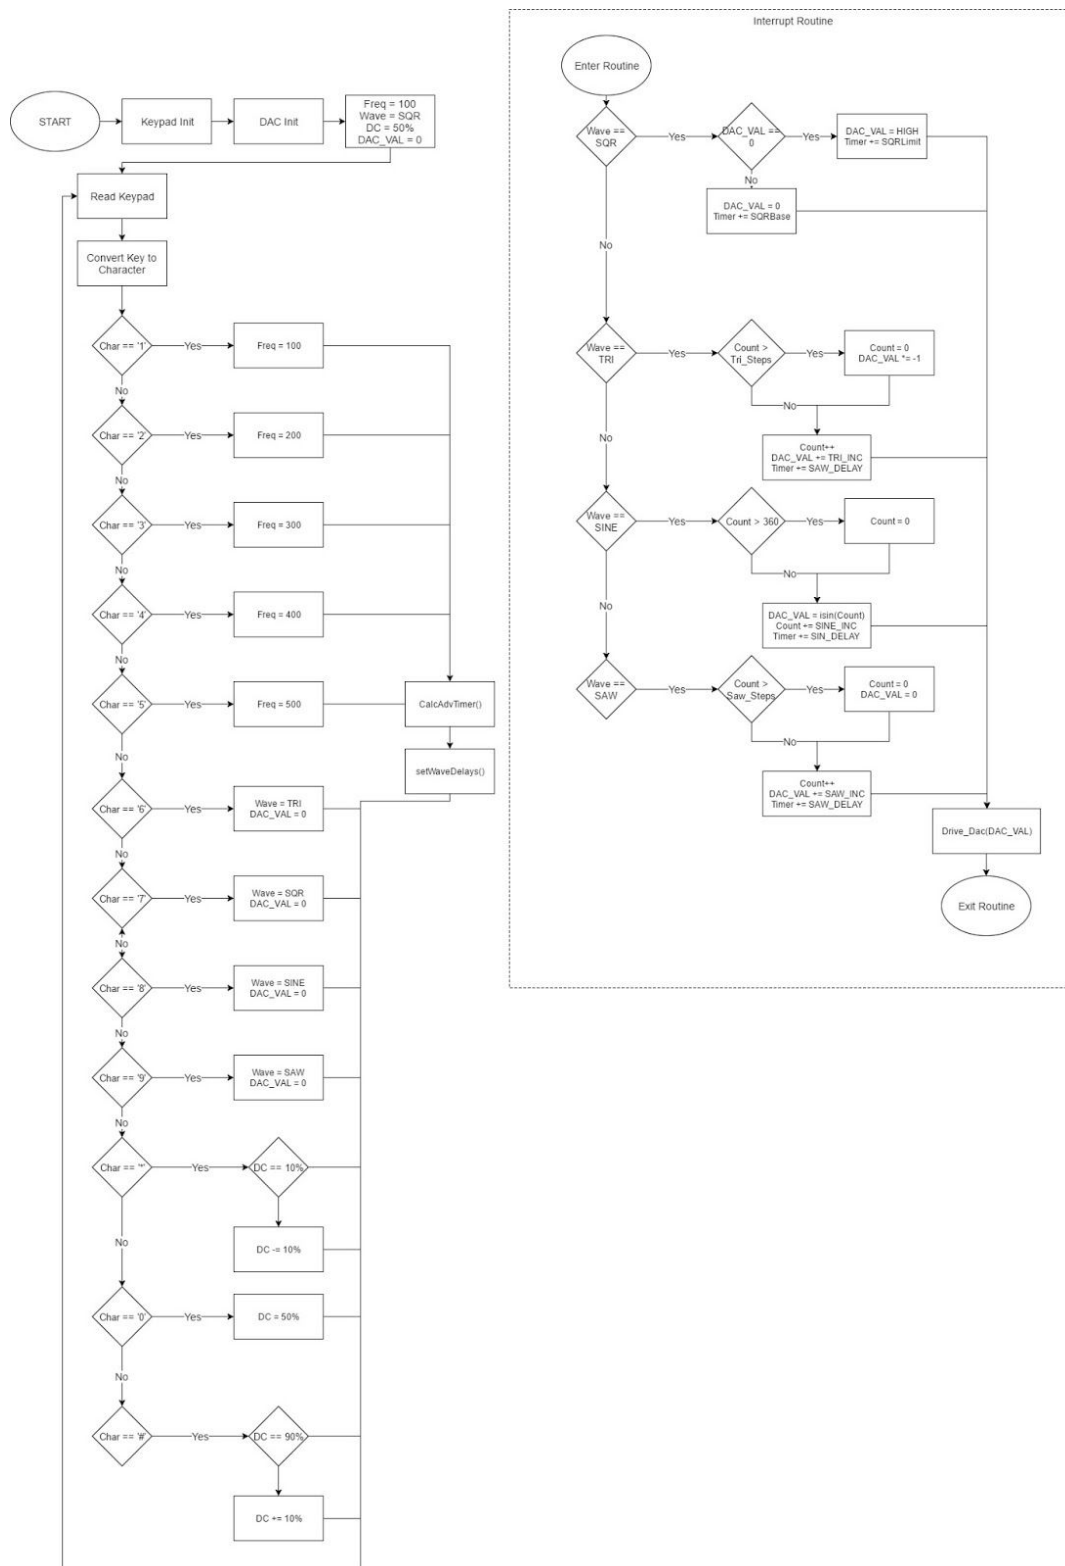 Interrupt Routine
START
Keypad Init
DAC Init
Freq = 100
Wave = SQR
DC = 50%
DAC_VAL = 0
Read Keypad
Convert Key to
Character
Char == '1'
Yes
Freq = 100
No
Char == '2'
Yes
Freq = 200
No
Char == '3'
Yes
Freq = 300
No
Char == '4'
Yes
Freq = 400
No
Char == '5'
Yes
Freq = 500
CalcAdvTimer()
setWaveDelays()
No
Char == '6'
Yes
Wave = TRI
DAC_VAL = 0
No
Char == '7'
Yes
Wave = SQR
DAC_VAL = 0
No
Char == '8'
Yes
Wave = SINE
DAC_VAL = 0
No
Char == '9'
Yes
Wave = SAW
DAC_VAL = 0
No
Char == '*'
Yes
DC == 10%
DC -= 10%
No
Char == '0'
Yes
DC = 50%
No
Char == '#'
Yes
DC == 90%
DC += 10%
Enter Routine
Wave ==
SQR
Yes
DAC_VAL ==
0
Yes
DAC_VAL = HIGH
Timer += SQRLimit
No
DAC_VAL = 0
Timer += SQRBase
No
Wave ==
TRI
Yes
Count >
Tri_Steps
Yes
Count = 0
DAC_VAL *= -1
No
Count++
DAC_VAL += TRI_INC
Timer += SAW_DELAY
No
Wave ==
SINE
Yes
Count > 360
Yes
Count = 0
No
DAC_VAL = isin(Count)
Count += SINE_INC
Timer += SIN_DELAY
No
Wave ==
SAW
Yes
Count >
Saw_Steps
Yes
Count = 0
DAC_VAL = 0
No
Count++
DAC_VAL += SAW_INC
Timer += SAW_DELAY
Drive_Dac(DAC_VAL)
Exit Routine